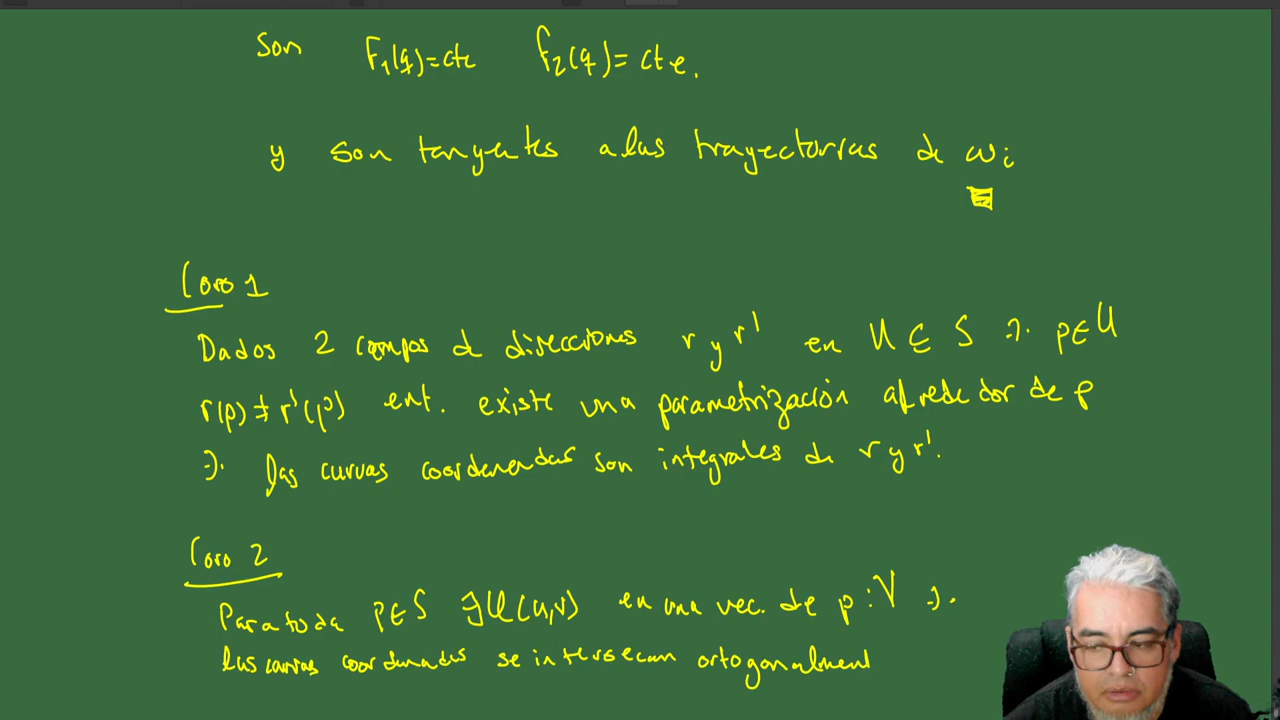 Son F₁(q)=cte F₂(q)=cte.
y son tangentes a las trayectorias de ωi
Coro 1
Dados 2 campos de direcciones r y r' en U ⊆ S ∋. p∈U
r(p) ≠ r'(p) ent. existe una parametrización alrededor de p
∋. las curvas coordenadas son integrales de r y r'.
Coro 2
Para toda p∈S ∃ U(u,v) en una vec. de p : V ∋.
las curvas coordenadas se intersecan ortogonalment